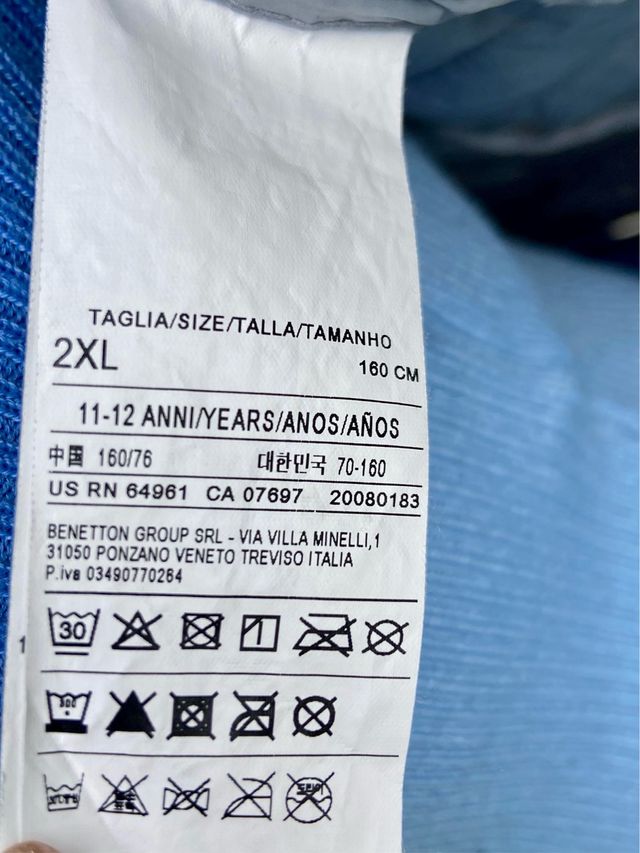 TAGLIA/SIZE/TALLA/TAMANHO
2XL 160 CM
11-12 ANNI/YEARS/ANOS/AÑOS
中国 160/76 대한민국 70-160
US RN 64961 CA 07697 20080183
BENETTON GROUP SRL - VIA VILLA MINELLI,1
31050 PONZANO VENETO TREVISO ITALIA
P.iva 03490770264
30
1